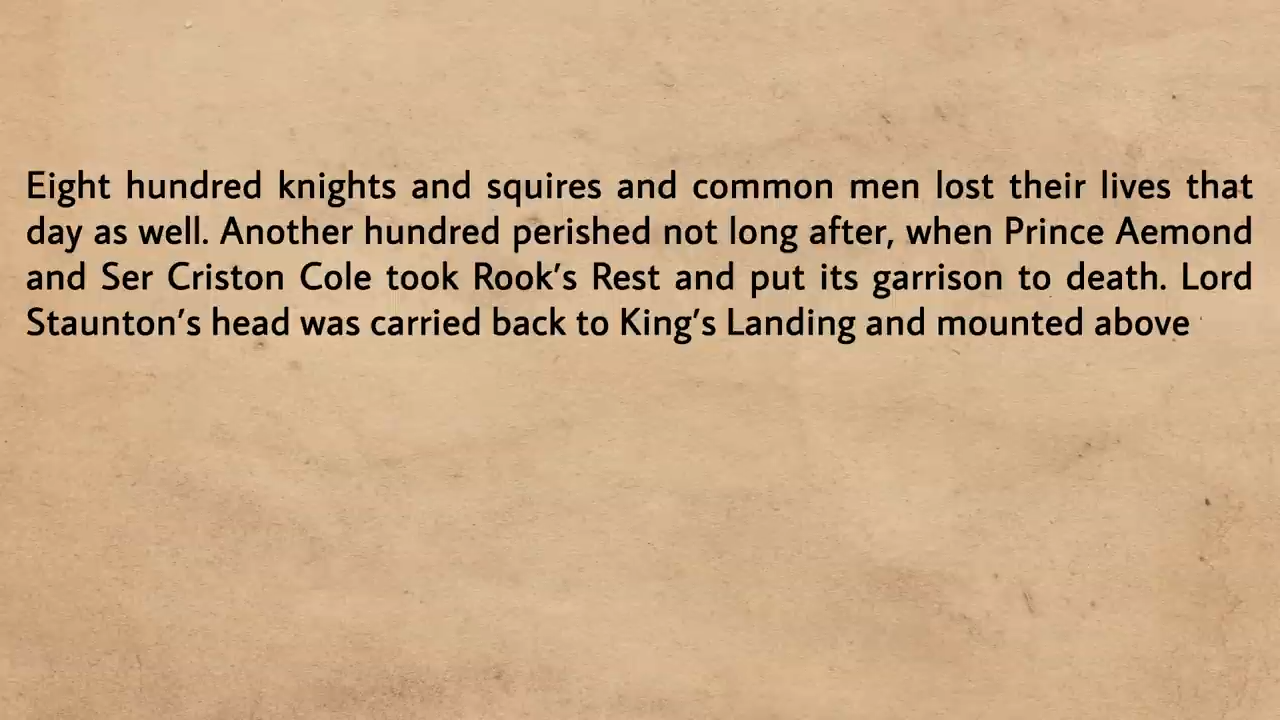 Eight hundred knights and squires and common men lost their lives that
day as well. Another hundred perished not long after, when Prince Aemond
and Ser Criston Cole took Rook’s Rest and put its garrison to death. Lord
Staunton’s head was carried back to King’s Landing and mounted above